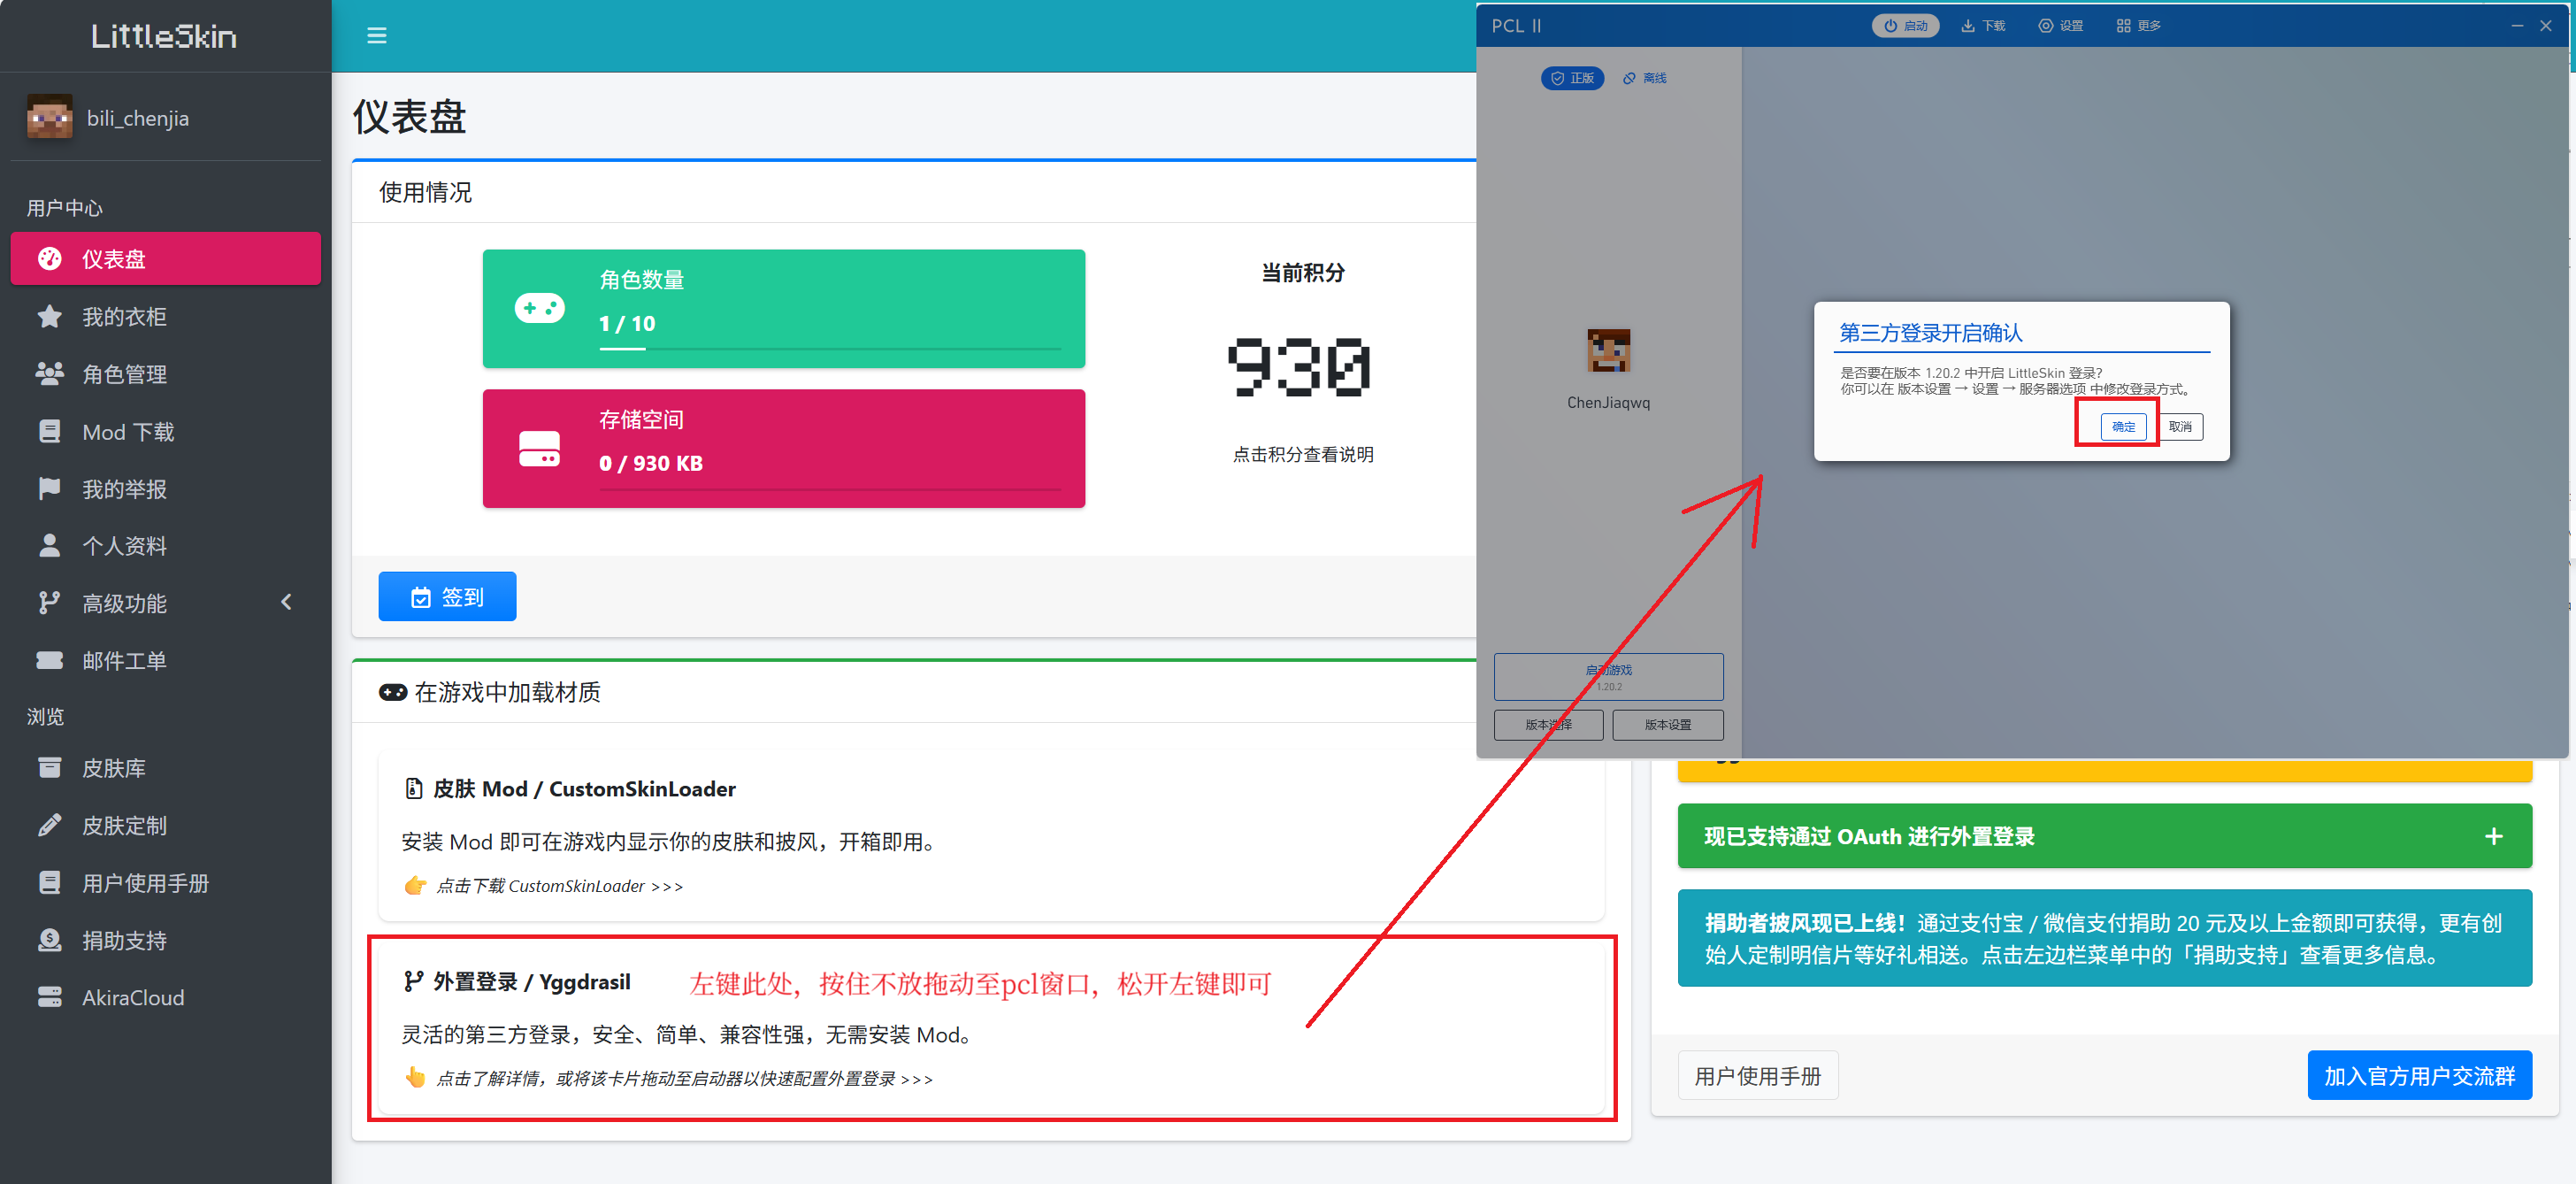 LittleSkin
bili_chenjia
用户中心
仪表盘
我的衣柜
角色管理
Mod 下载
我的举报
个人资料
高级功能
邮件工单
浏览
皮肤库
皮肤定制
用户使用手册
捐助支持
AkiraCloud
仪表盘
使用情况
角色数量
1 / 10
存储空间
0 / 930 KB
当前积分
930
点击积分查看说明
签到
在游戏中加载材质
皮肤 Mod / CustomSkinLoader
安装 Mod 即可在游戏内显示你的皮肤和披风，开箱即用。
点击下载 CustomSkinLoader >>>
外置登录 / Yggdrasil
左键此处，按住不放拖动至pcl窗口，松开左键即可
灵活的第三方登录，安全、简单、兼容性强，无需安装 Mod。
点击了解详情，或将该卡片拖动至启动器以快速配置外置登录 >>>
PCL II
启动
下载
设置
更多
正版
离线
ChenJiaqwq
第三方登录开启确认
是否要在版本 1.20.2 中开启 LittleSkin 登录?
你可以在 版本设置 → 设置 → 服务器选项 中修改登录方式。
确定
取消
启动游戏
1.20.2
版本选择
版本设置
现已支持通过 OAuth 进行外置登录
捐助者披风现已上线！通过支付宝 / 微信支付捐助 20 元及以上金额即可获得，更有创
始人定制明信片等好礼相送。点击左边栏菜单中的「捐助支持」查看更多信息。
用户使用手册
加入官方用户交流群